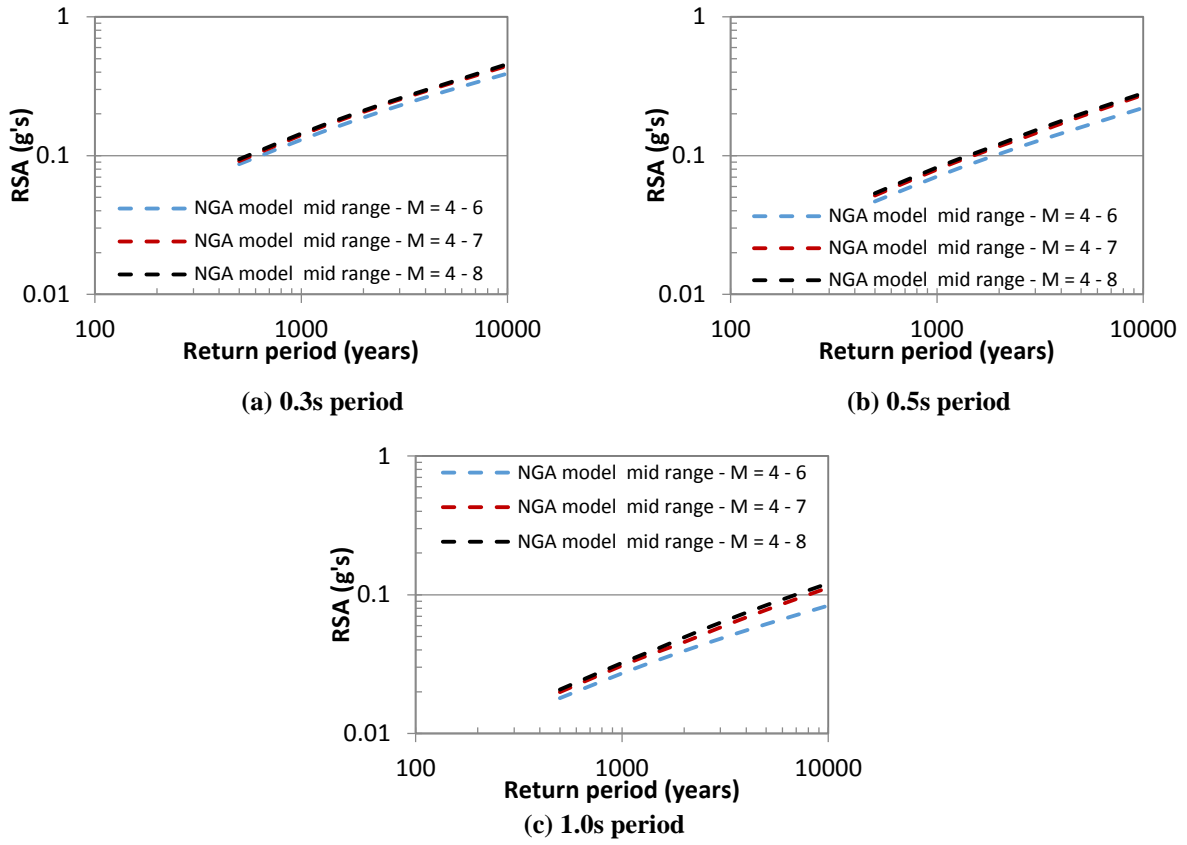 1
0.1
0.01
RSA (g's)
NGA model mid range - M = 4 - 6
NGA model mid range - M = 4 - 7
NGA model mid range - M = 4 - 8
100 1000 10000
Return period (years)
(a) 0.3s period
1
0.1
0.01
RSA (g's)
NGA model mid range - M = 4 - 6
NGA model mid range - M = 4 - 7
NGA model mid range - M = 4 - 8
100 1000 10000
Return period (years)
(b) 0.5s period
1
0.1
0.01
RSA (g's)
NGA model mid range - M = 4 - 6
NGA model mid range - M = 4 - 7
NGA model mid range - M = 4 - 8
100 1000 10000
Return period (years)
(c) 1.0s period